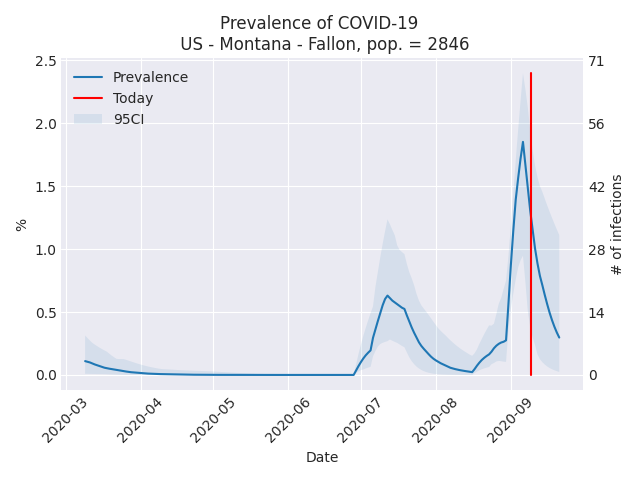 Prevalence of COVID-19
US - Montana - Fallon, pop. = 2846
Prevalence
Today
95CI
2.5
2.0
1.5
1.0
0.5
0.0
%
71
56
42
28
14
0
# of infections
2020-03
2020-04
2020-05
2020-06
2020-07
2020-08
2020-09
Date